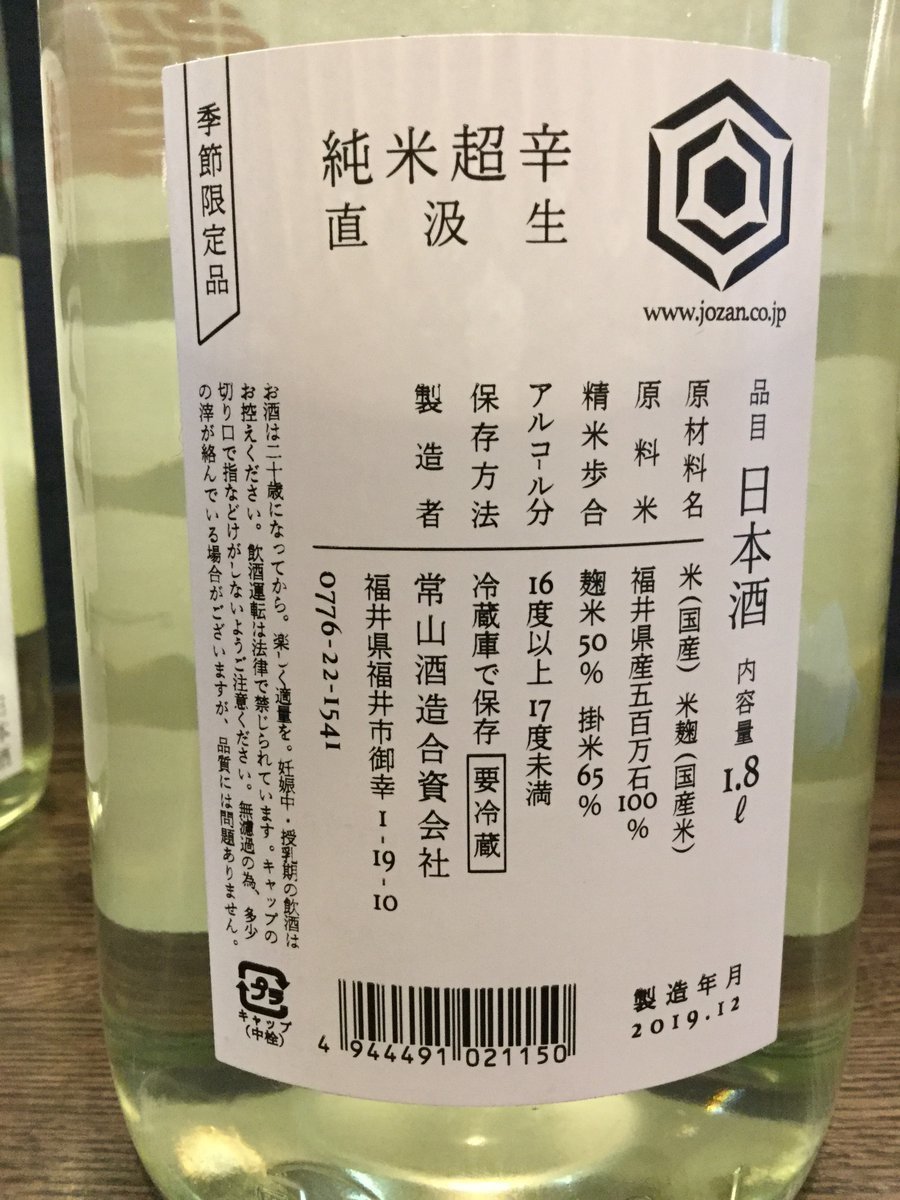 季節限定品
純米超辛
直汲生
www.jozan.co.jp
品目 日本酒 内容量 1.8ℓ
原材料名 米(国産) 米麹(国産米)
原料米 福井県産五百万石100%
精米歩合 麹米50% 掛米65%
アルコール分 16度以上 17度未満
保存方法 冷蔵庫で保存 要冷蔵
製造者 常山酒造合資会社
福井県福井市御幸1-19-10
0776-22-1541
お酒は二十歳になってから。楽しく適量を。妊娠中・授乳期の飲酒は
お控えください。飲酒運転は法律で禁じられています。キャップの
切り口で指などけがしないようご注意ください。無濾過の為、多少
の滓が絡んでいる場合がございますが、品質には問題ありません。
プラ
キャップ
(中栓)
4 944491 021150
製造年月
2019.12
日本酒